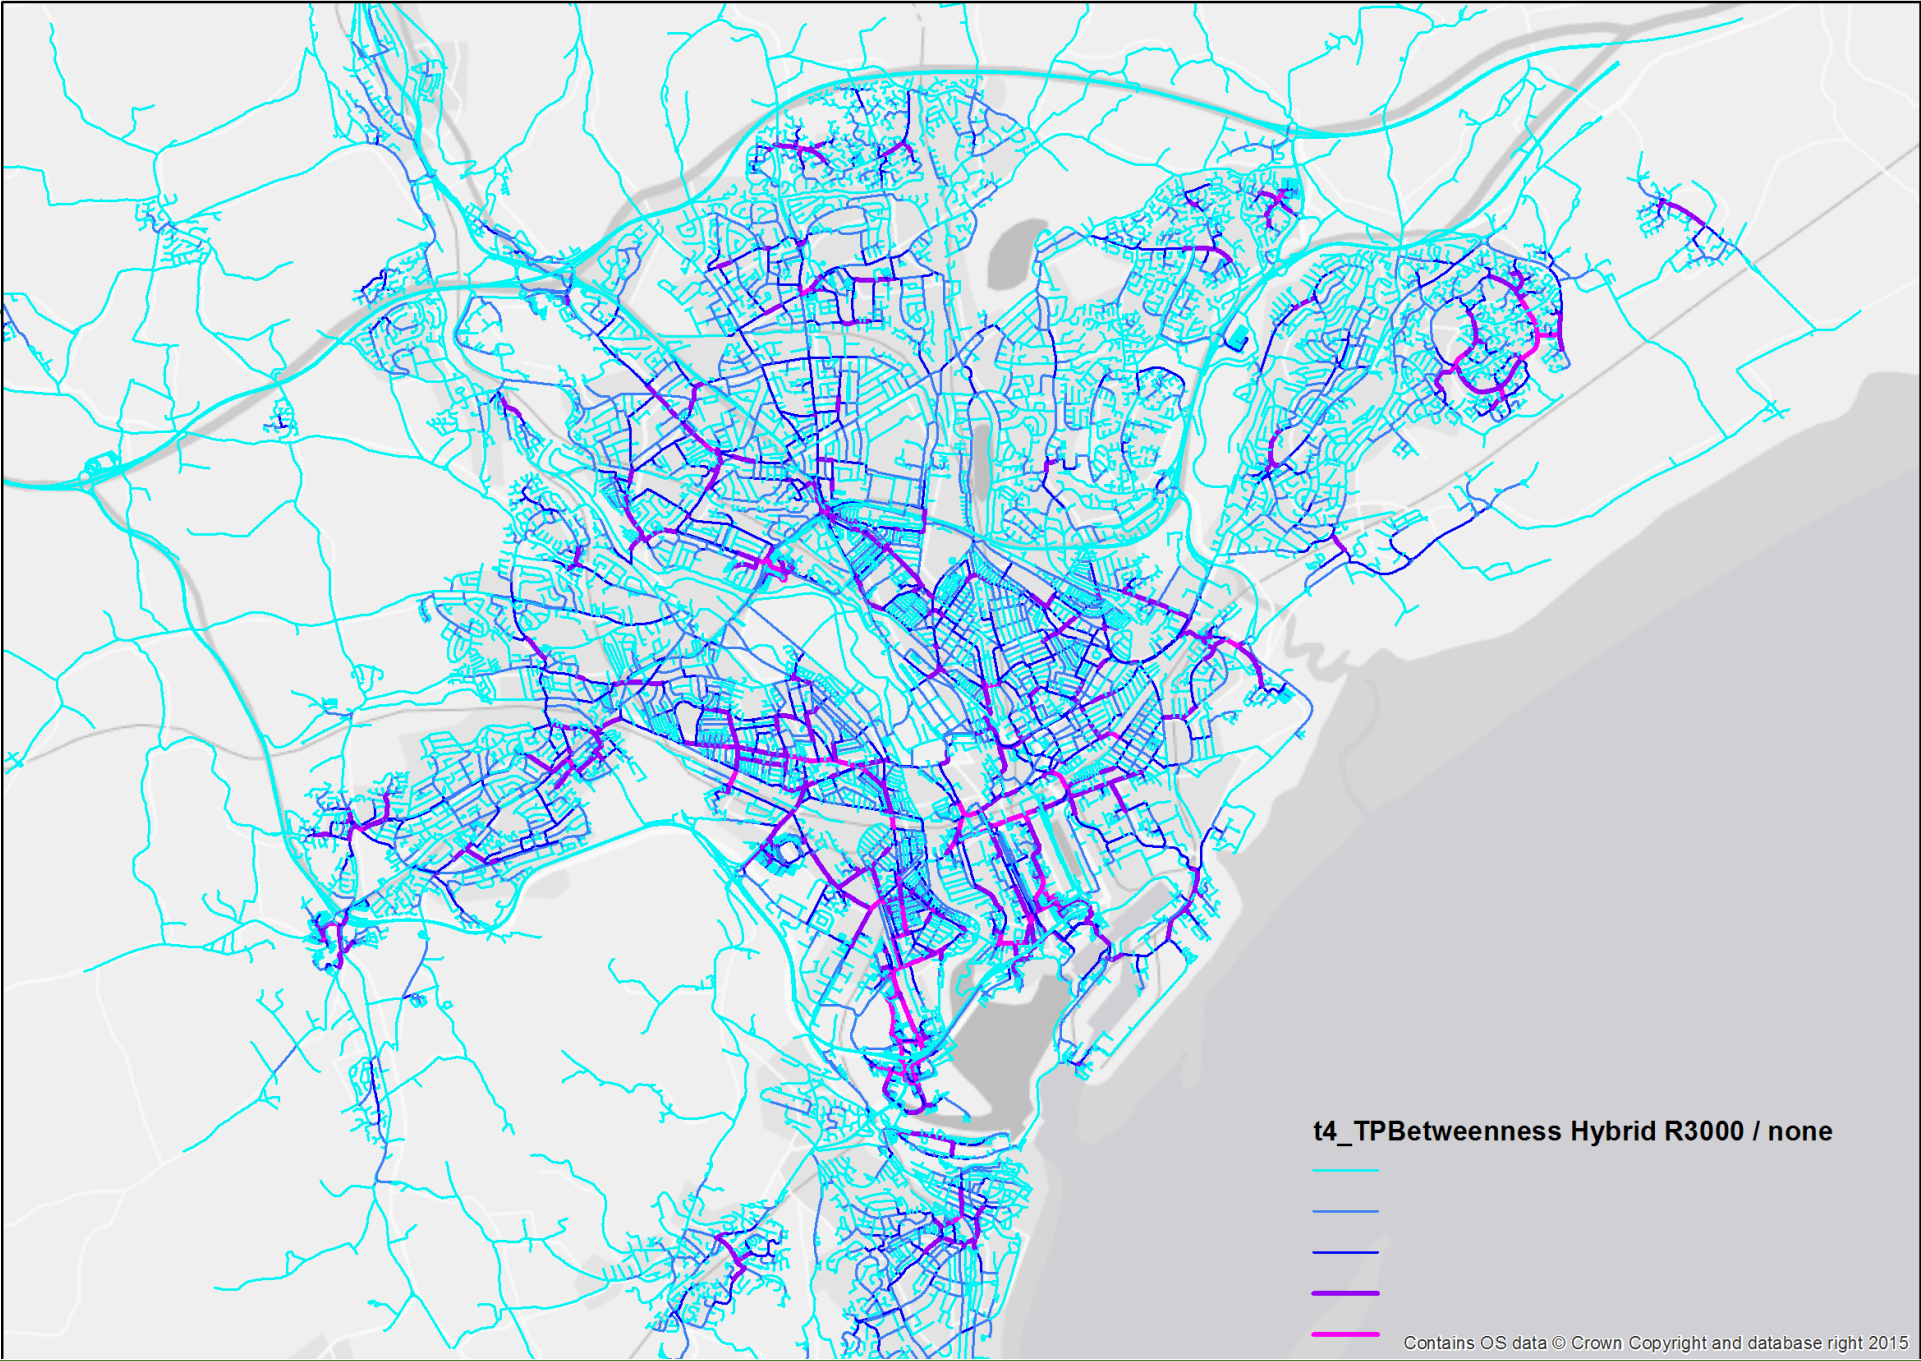 t4_TPBetweenness Hybrid R3000 / none
Contains OS data © Crown Copyright and database right 2015